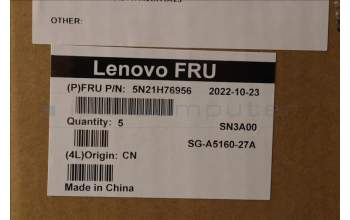 OTHER:
Lenovo FRU
(P)FRU P/N: 5N21H76956 2022-10-23
Quantity: 5 SN3A00
SG-A5160-27A
(4L)Origin: CN
Made in China